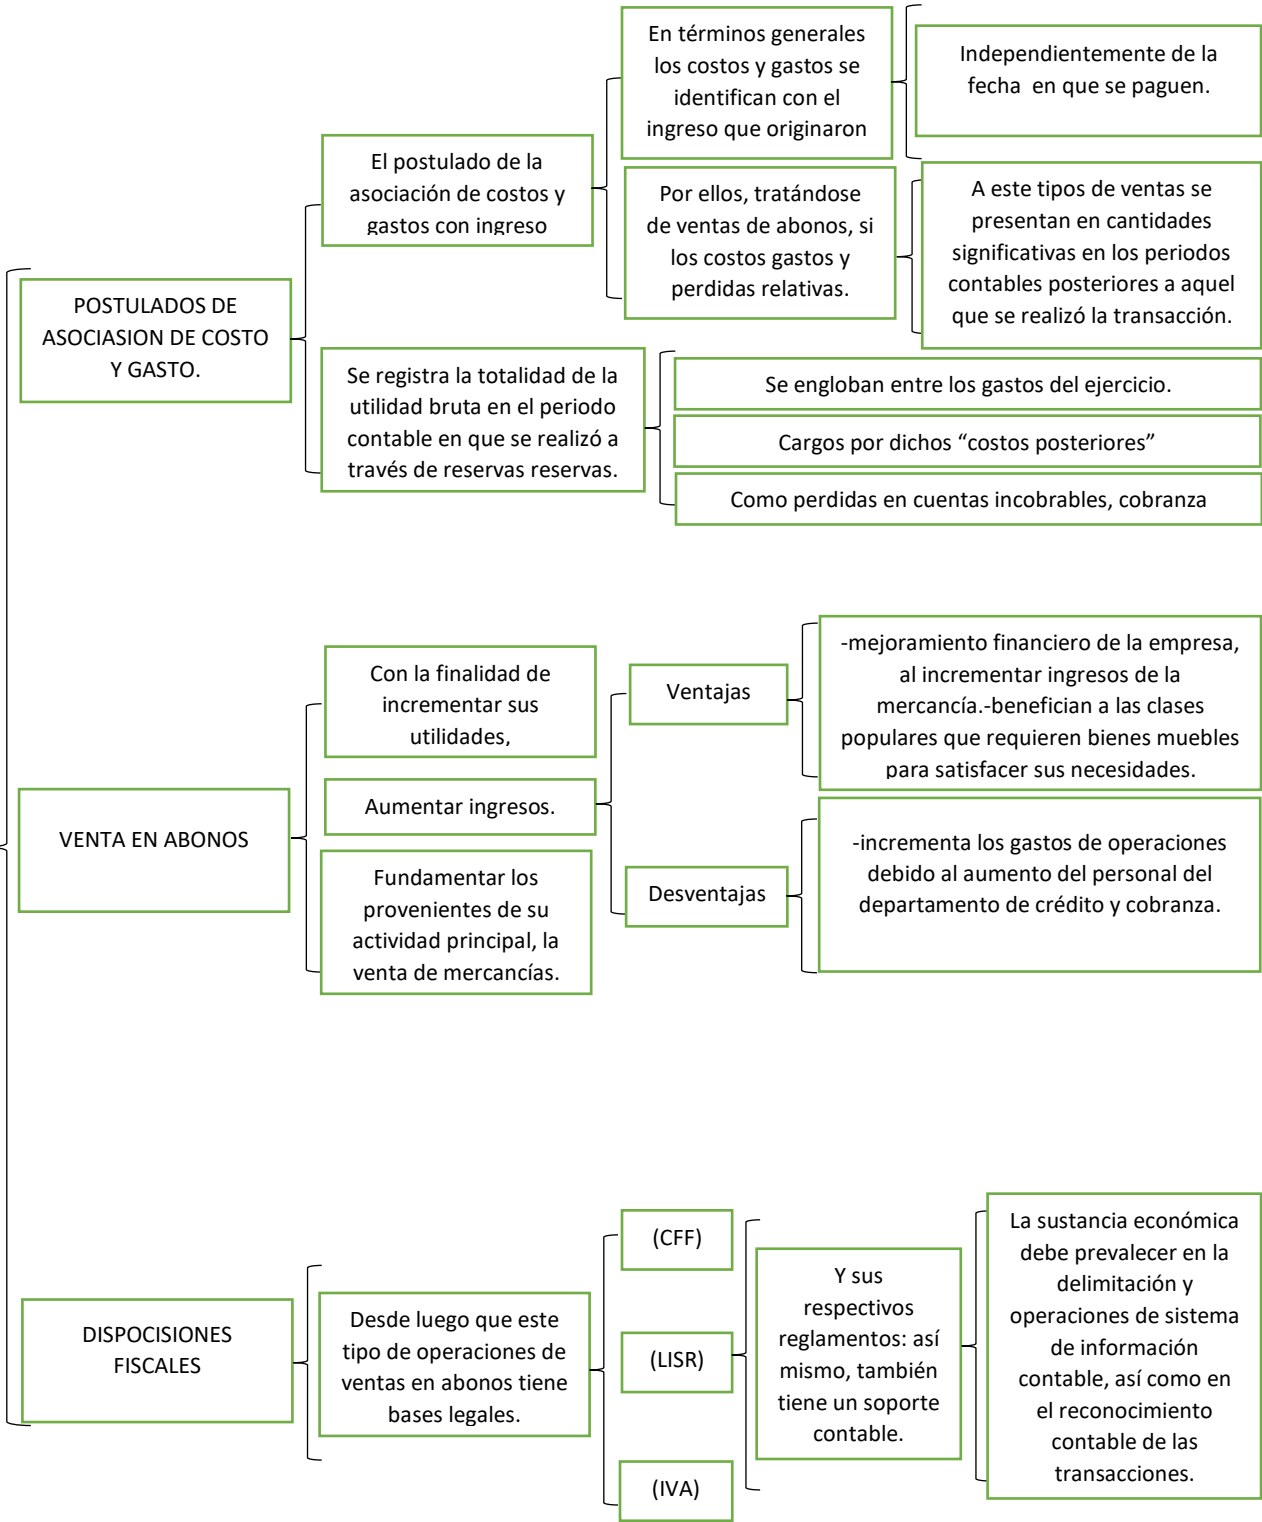 En términos generales
los costos y gastos se
identifican con el
ingreso que originaron
Independientemente de la
fecha en que se paguen.
El postulado de la
asociación de costos y
gastos con ingreso
Por ellos, tratándose
de ventas de abonos, si
los costos gastos y
perdidas relativas.
A este tipos de ventas se
presentan en cantidades
significativas en los periodos
contables posteriores a aquel
que se realizó la transacción.
POSTULADOS DE
ASOCIASION DE COSTO
Y GASTO.
Se registra la totalidad de la
utilidad bruta en el periodo
contable en que se realizó a
través de reservas reservas.
Se engloban entre los gastos del ejercicio.
Cargos por dichos “costos posteriores”
Como perdidas en cuentas incobrables, cobranza
VENTA EN ABONOS
Con la finalidad de
incrementar sus
utilidades,
Aumentar ingresos.
Fundamentar los
provenientes de su
actividad principal, la
venta de mercancías.
Ventajas
-mejoramiento financiero de la empresa,
al incrementar ingresos de la
mercancía.-benefician a las clases
populares que requieren bienes muebles
para satisfacer sus necesidades.
Desventajas
-incrementa los gastos de operaciones
debido al aumento del personal del
departamento de crédito y cobranza.
DISPOCISIONES
FISCALES
Desde luego que este
tipo de operaciones de
ventas en abonos tiene
bases legales.
(CFF)
(LISR)
(IVA)
Y sus
respectivos
reglamentos: así
mismo, también
tiene un soporte
contable.
La sustancia económica
debe prevalecer en la
delimitación y
operaciones de sistema
de información
contable, así como en
el reconocimiento
contable de las
transacciones.